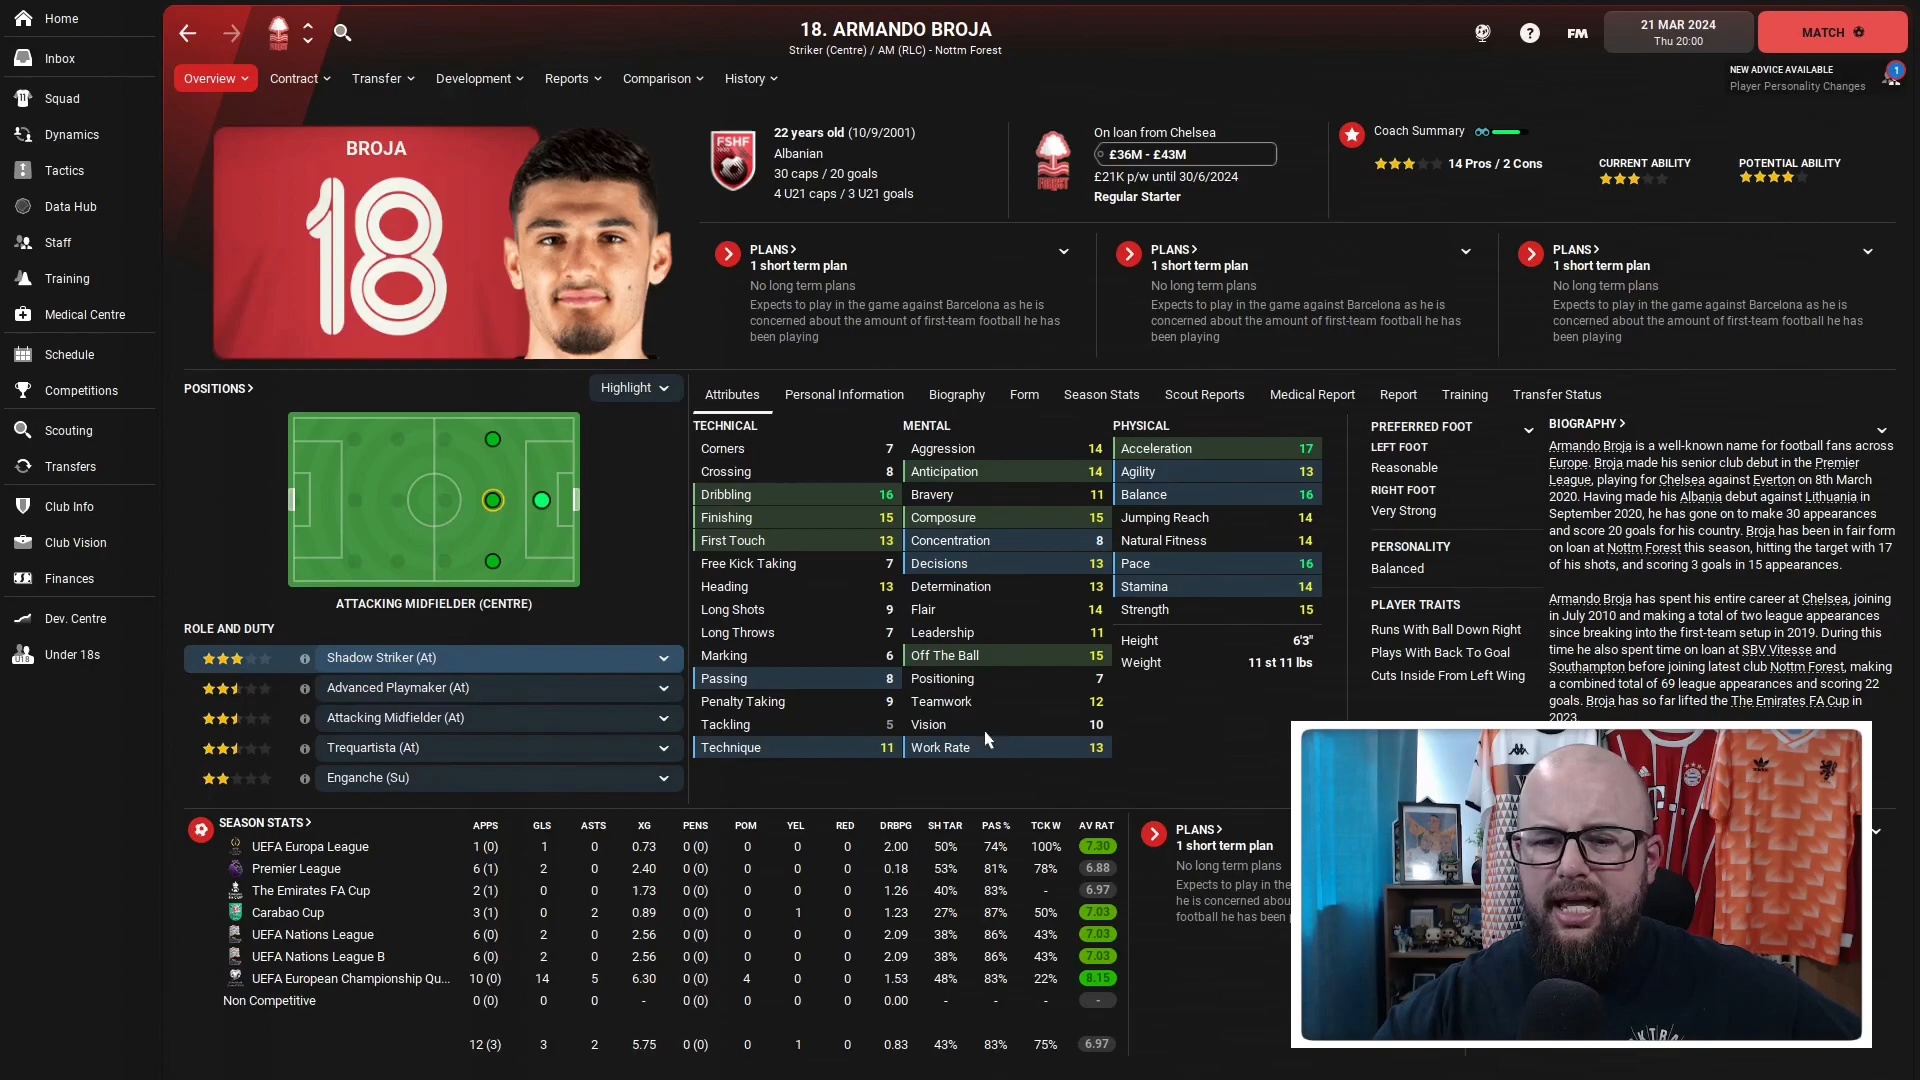 Home
Inbox
Squad
Dynamics
Tactics
Data Hub
Staff
Training
Medical Centre
Schedule
Competitions
Scouting
Transfers
Club Info
Club Vision
Finances
Dev. Centre
Under 18s
18. ARMANDO BROJA
Striker (Centre) / AM (RLC) - Nottm Forest
FM
21 MAR 2024
Thu 20:00
MATCH
Overview
Contract
Transfer
Development
Reports
Comparison
History
NEW ADVICE AVAILABLE
Player Personality Changes
1
BROJA
18
FSHF
22 years old (10/9/2001)
Albanian
30 caps / 20 goals
4 U21 caps / 3 U21 goals
FOREST
On loan from Chelsea
£36M - £43M
£21K p/w until 30/6/2024
Regular Starter
Coach Summary
14 Pros / 2 Cons
CURRENT ABILITY
POTENTIAL ABILITY
PLANS
1 short term plan
No long term plans
Expects to play in the game against Barcelona as he is
concerned about the amount of first-team football he has
been playing
PLANS
1 short term plan
No long term plans
Expects to play in the game against Barcelona as he is
concerned about the amount of first-team football he has
been playing
PLANS
1 short term plan
No long term plans
Expects to play in the game against Barcelona as he is
concerned about the amount of first-team football he has
been playing
POSITIONS
Highlight
ATTACKING MIDFIELDER (CENTRE)
ROLE AND DUTY
Shadow Striker (At)
Advanced Playmaker (At)
Attacking Midfielder (At)
Trequartista (At)
Enganche (Su)
Attributes
Personal Information
Biography
Form
Season Stats
Scout Reports
Medical Report
Report
Training
Transfer Status
TECHNICAL
Corners 7
Crossing 8
Dribbling 16
Finishing 15
First Touch 13
Free Kick Taking 7
Heading 13
Long Shots 9
Long Throws 7
Marking 6
Passing 8
Penalty Taking 9
Tackling 5
Technique 11
MENTAL
Aggression 14
Anticipation 14
Bravery 11
Composure 15
Concentration 8
Decisions 13
Determination 13
Flair 14
Leadership 11
Off The Ball 15
Positioning 7
Teamwork 12
Vision 10
Work Rate 13
PHYSICAL
Acceleration 17
Agility 13
Balance 16
Jumping Reach 14
Natural Fitness 14
Pace 16
Stamina 14
Strength 15
Height 6'3"
Weight 11 st 11 lbs
PREFERRED FOOT
LEFT FOOT
Reasonable
RIGHT FOOT
Very Strong
PERSONALITY
Balanced
PLAYER TRAITS
Runs With Ball Down Right
Plays With Back To Goal
Cuts Inside From Left Wing
BIOGRAPHY
Armando Broja is a well-known name for football fans across
Europe. Broja made his senior club debut in the Premier
League, playing for Chelsea against Everton on 8th March
2020. Having made his Albania debut against Lithuania in
September 2020, he has gone on to make 30 appearances
and score 20 goals for his country. Broja has been in fair form
on loan at Nottm Forest this season, hitting the target with 17
of his shots, and scoring 3 goals in 15 appearances.
Armando Broja has spent his entire career at Chelsea, joining
in July 2010 and making a total of two league appearances
since breaking into the first-team setup in 2019. During this
time he also spent time on loan at SBV Vitesse and
Southampton before joining latest club Nottm Forest, making
a combined total of 69 league appearances and scoring 22
goals. Broja has so far lifted the The Emirates FA Cup in
2023.
SEASON STATS APPS GLS ASTS XG PENS POM YEL RED DRBPG SH TAR PAS % TCK W AV RAT
UEFA Europa League 1 (0) 1 0 0.73 0 (0) 0 0 0 2.00 50% 74% 100% 7.30
Premier League 6 (1) 2 0 2.40 0 (0) 0 0 0 0.18 53% 81% 78% 6.88
The Emirates FA Cup 2 (1) 0 0 1.73 0 (0) 0 0 0 1.26 40% 83% - 6.97
Carabao Cup 3 (1) 0 2 0.89 0 (0) 0 1 0 1.23 27% 87% 50% 7.03
UEFA Nations League 6 (0) 2 0 2.56 0 (0) 0 0 0 2.09 38% 86% 43% 7.03
UEFA Nations League B 6 (0) 2 0 2.56 0 (0) 0 0 0 2.09 38% 86% 43% 7.03
UEFA European Championship Qu... 10 (0) 14 5 6.30 0 (0) 4 0 0 1.53 48% 83% 22% 8.15
Non Competitive 0 (0) 0 0 - 0 (0) 0 0 0 0.00 - - - -
12 (3) 3 2 5.75 0 (0) 0 1 0 0.83 43% 83% 75% 6.97
PLANS
1 short term plan
No long term plans
Expects to play in the
he is concerned abou
football he has been